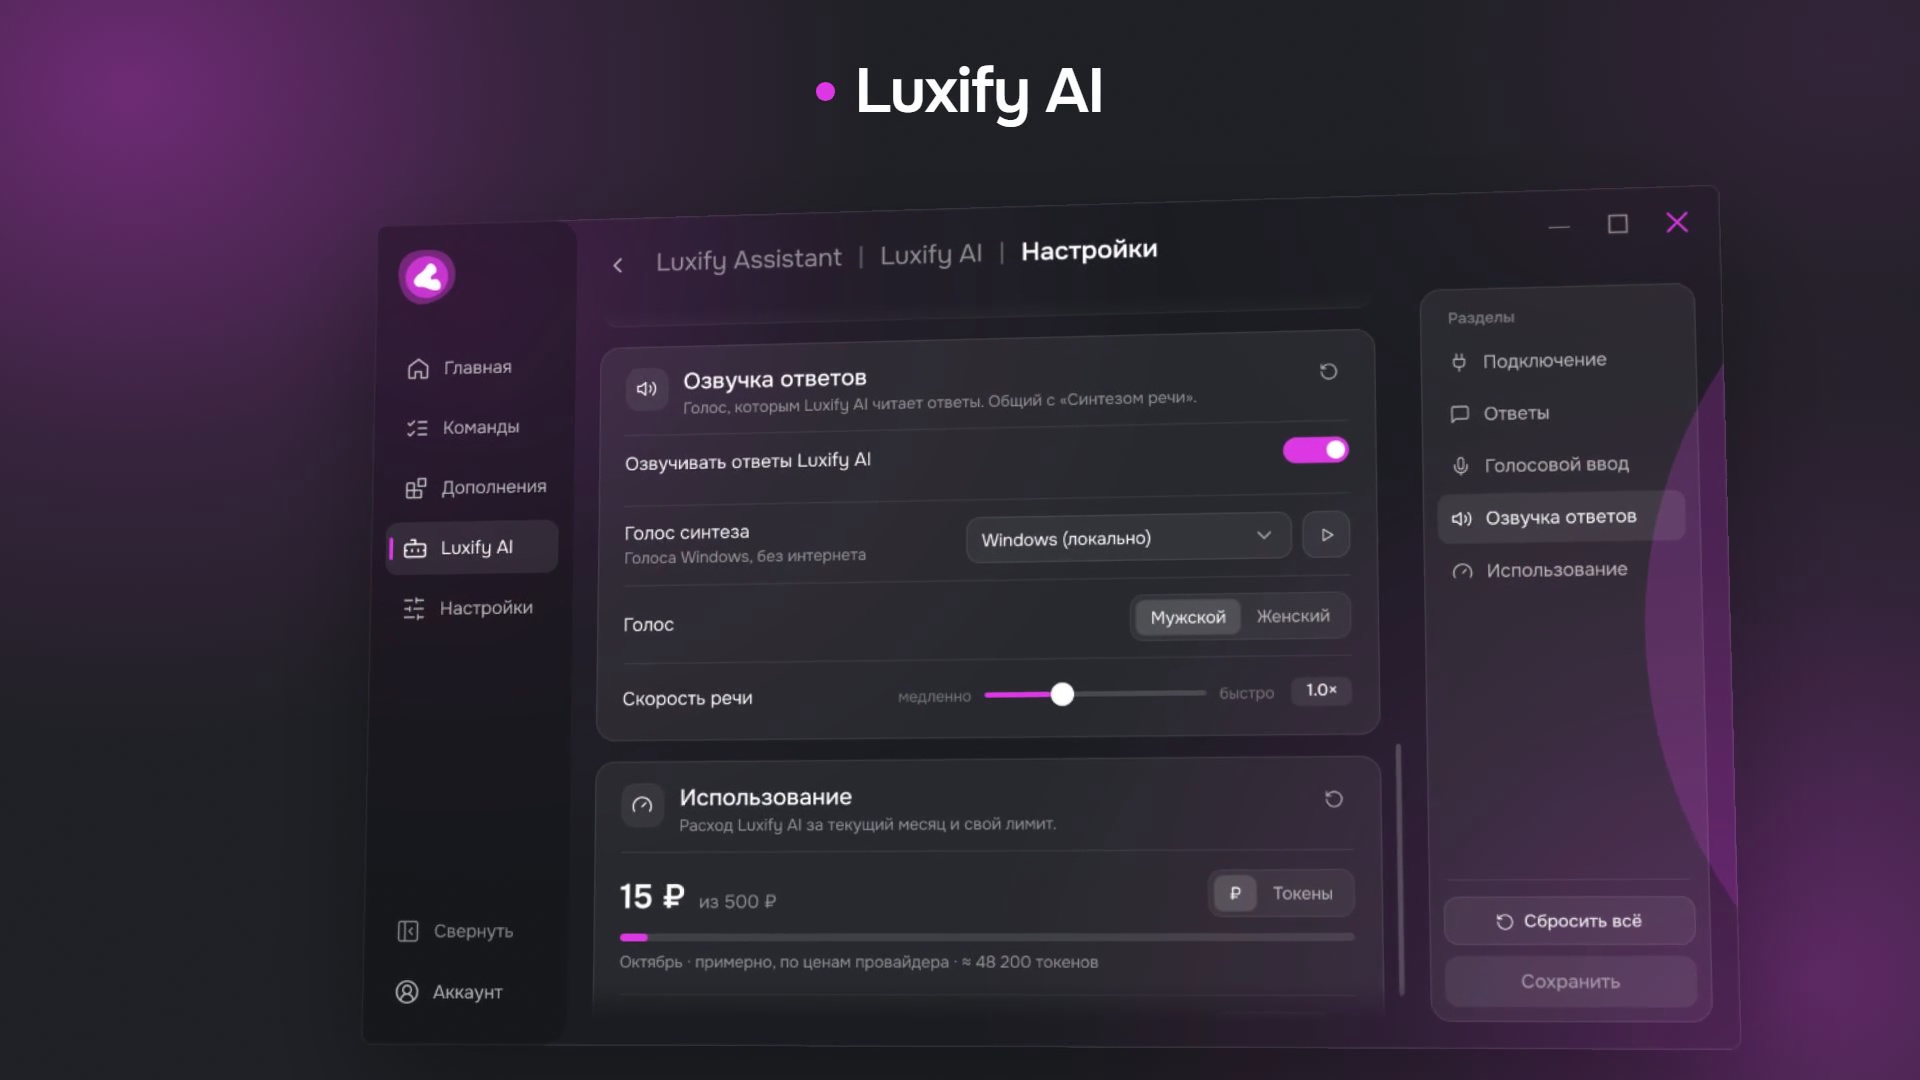 Luxify AI
Luxify Assistant | Luxify AI | Настройки
Главная
Команды
Дополнения
Luxify AI
Настройки
Свернуть
Аккаунт
Озвучка ответов
Голос, которым Luxify AI читает ответы. Общий с «Синтезом речи».
Озвучивать ответы Luxify AI
Голос синтеза
Голоса Windows, без интернета
Windows (локально)
Голос
Мужской Женский
Скорость речи
медленно быстро 1.0×
Использование
Расход Luxify AI за текущий месяц и свой лимит.
15 ₽ из 500 ₽
₽ Токены
Октябрь · примерно, по ценам провайдера · ≈ 48 200 токенов
Разделы
Подключение
Ответы
Голосовой ввод
Озвучка ответов
Использование
Сбросить всё
Сохранить